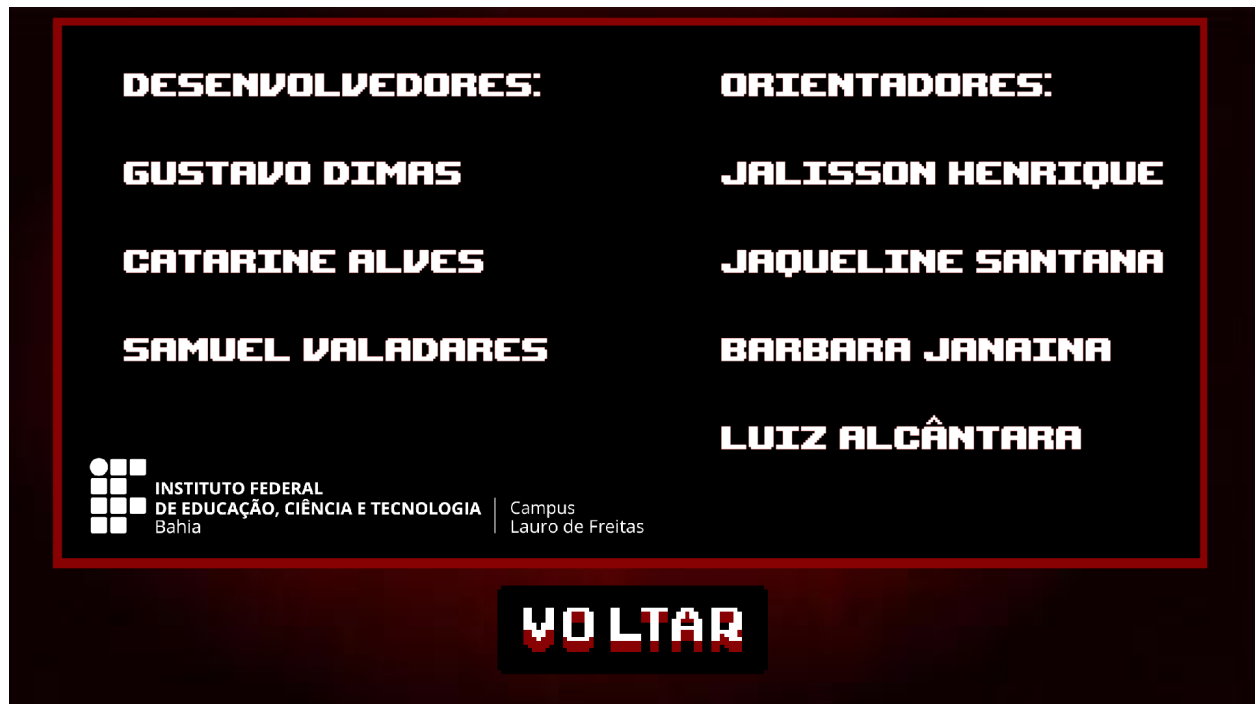 DESENVOLVEDORES:
GUSTAVO DIMAS
CATARINE ALVES
SAMUEL VALADARES
ORIENTADORES:
JALISSON HENRIQUE
JAQUELINE SANTANA
BARBARA JANAINA
LUIZ ALCÂNTARA
INSTITUTO FEDERAL
DE EDUCAÇÃO, CIÊNCIA E TECNOLOGIA
Bahia
Campus
Lauro de Freitas
VOLTAR